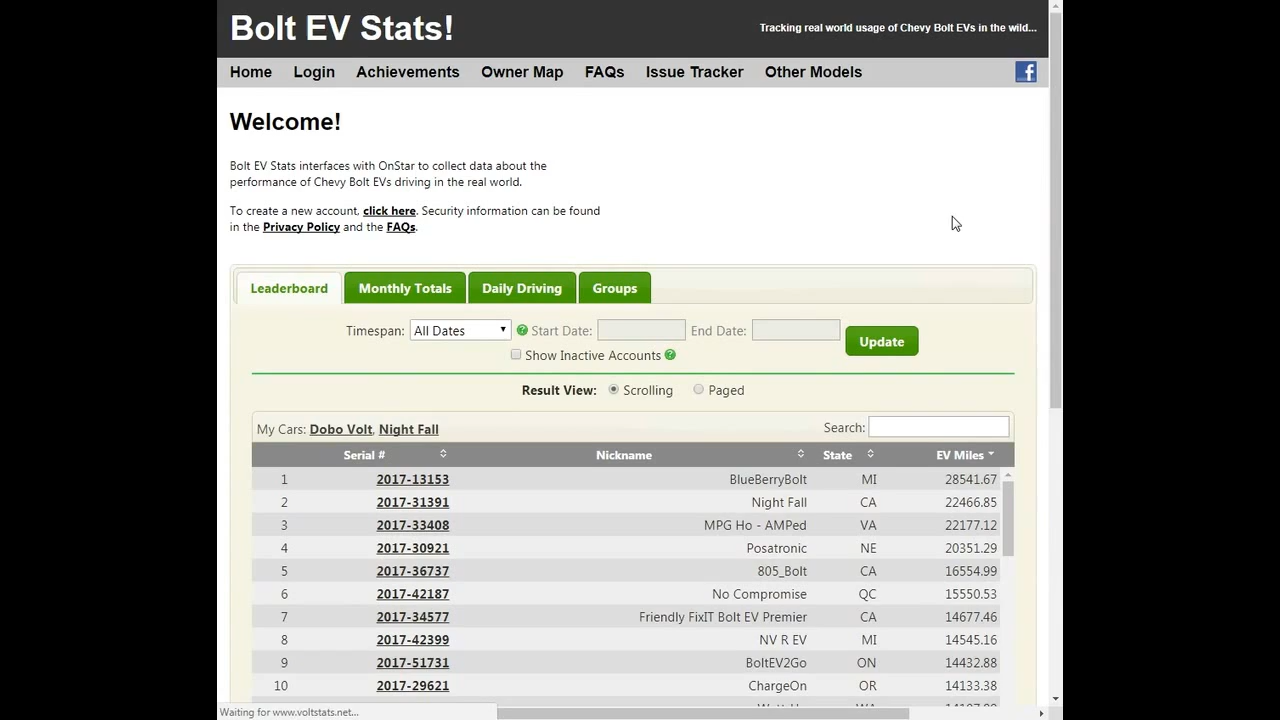 Bolt EV Stats!
Tracking real world usage of Chevy Bolt EVs in the wild...
Home Login Achievements Owner Map FAQs Issue Tracker Other Models
Welcome!
Bolt EV Stats interfaces with OnStar to collect data about the
performance of Chevy Bolt EVs driving in the real world.
To create a new account, click here. Security information can be found
in the Privacy Policy and the FAQs.
Leaderboard Monthly Totals Daily Driving Groups
Timespan: All Dates Start Date: End Date: Update
Show Inactive Accounts
Result View: Scrolling Paged
My Cars: Dobo Volt, Night Fall Search:
Serial # Nickname State EV Miles
1 2017-13153 BlueBerryBolt MI 28541.67
2 2017-31391 Night Fall CA 22466.85
3 2017-33408 MPG Ho - AMPed VA 22177.12
4 2017-30921 Posatronic NE 20351.29
5 2017-36737 805_Bolt CA 16554.99
6 2017-42187 No Compromise QC 15550.53
7 2017-34577 Friendly FixIT Bolt EV Premier CA 14677.46
8 2017-42399 NV R EV MI 14545.16
9 2017-51731 BoltEV2Go ON 14432.88
10 2017-29621 ChargeOn OR 14133.38
Waiting for www.voltstats.net...